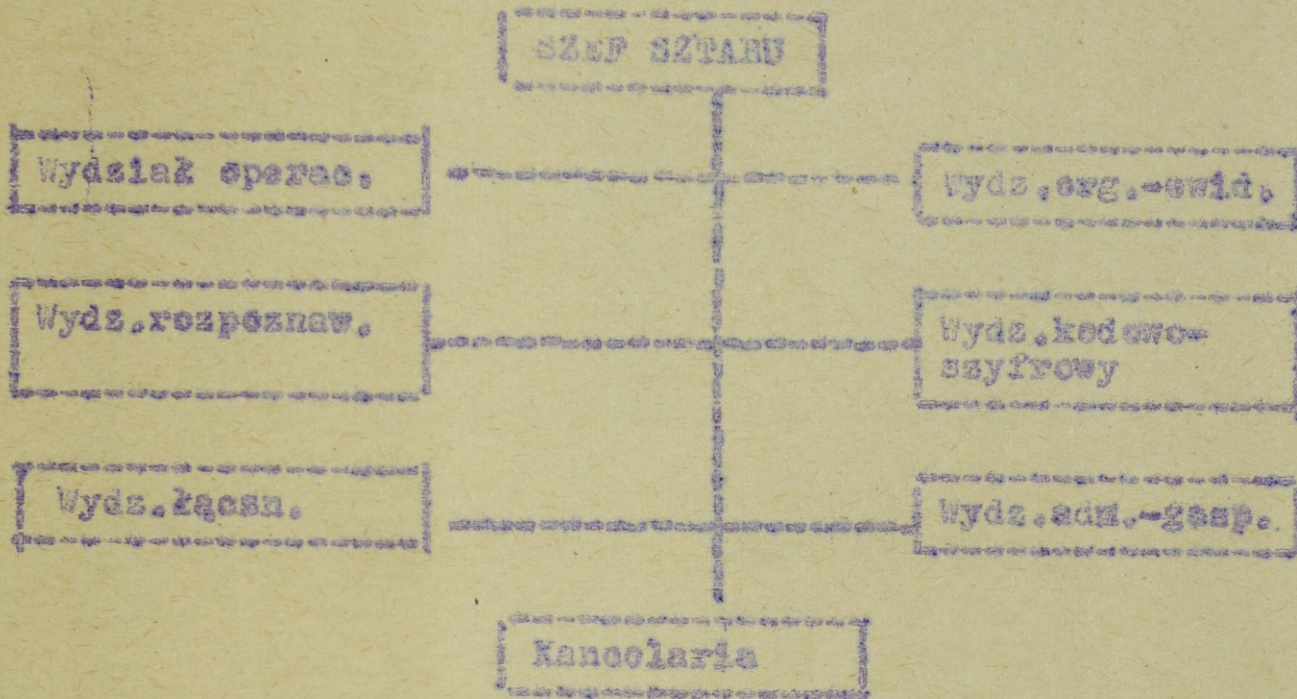 SZEF SZTABU
Wydział operac.
Wydz.org.-ewid.
Wydz.rozpoznaw.
Wydz.kodowo-
szyfrowy
Wydz.łączn.
Wydz.adm.-gosp.
Kancelaria